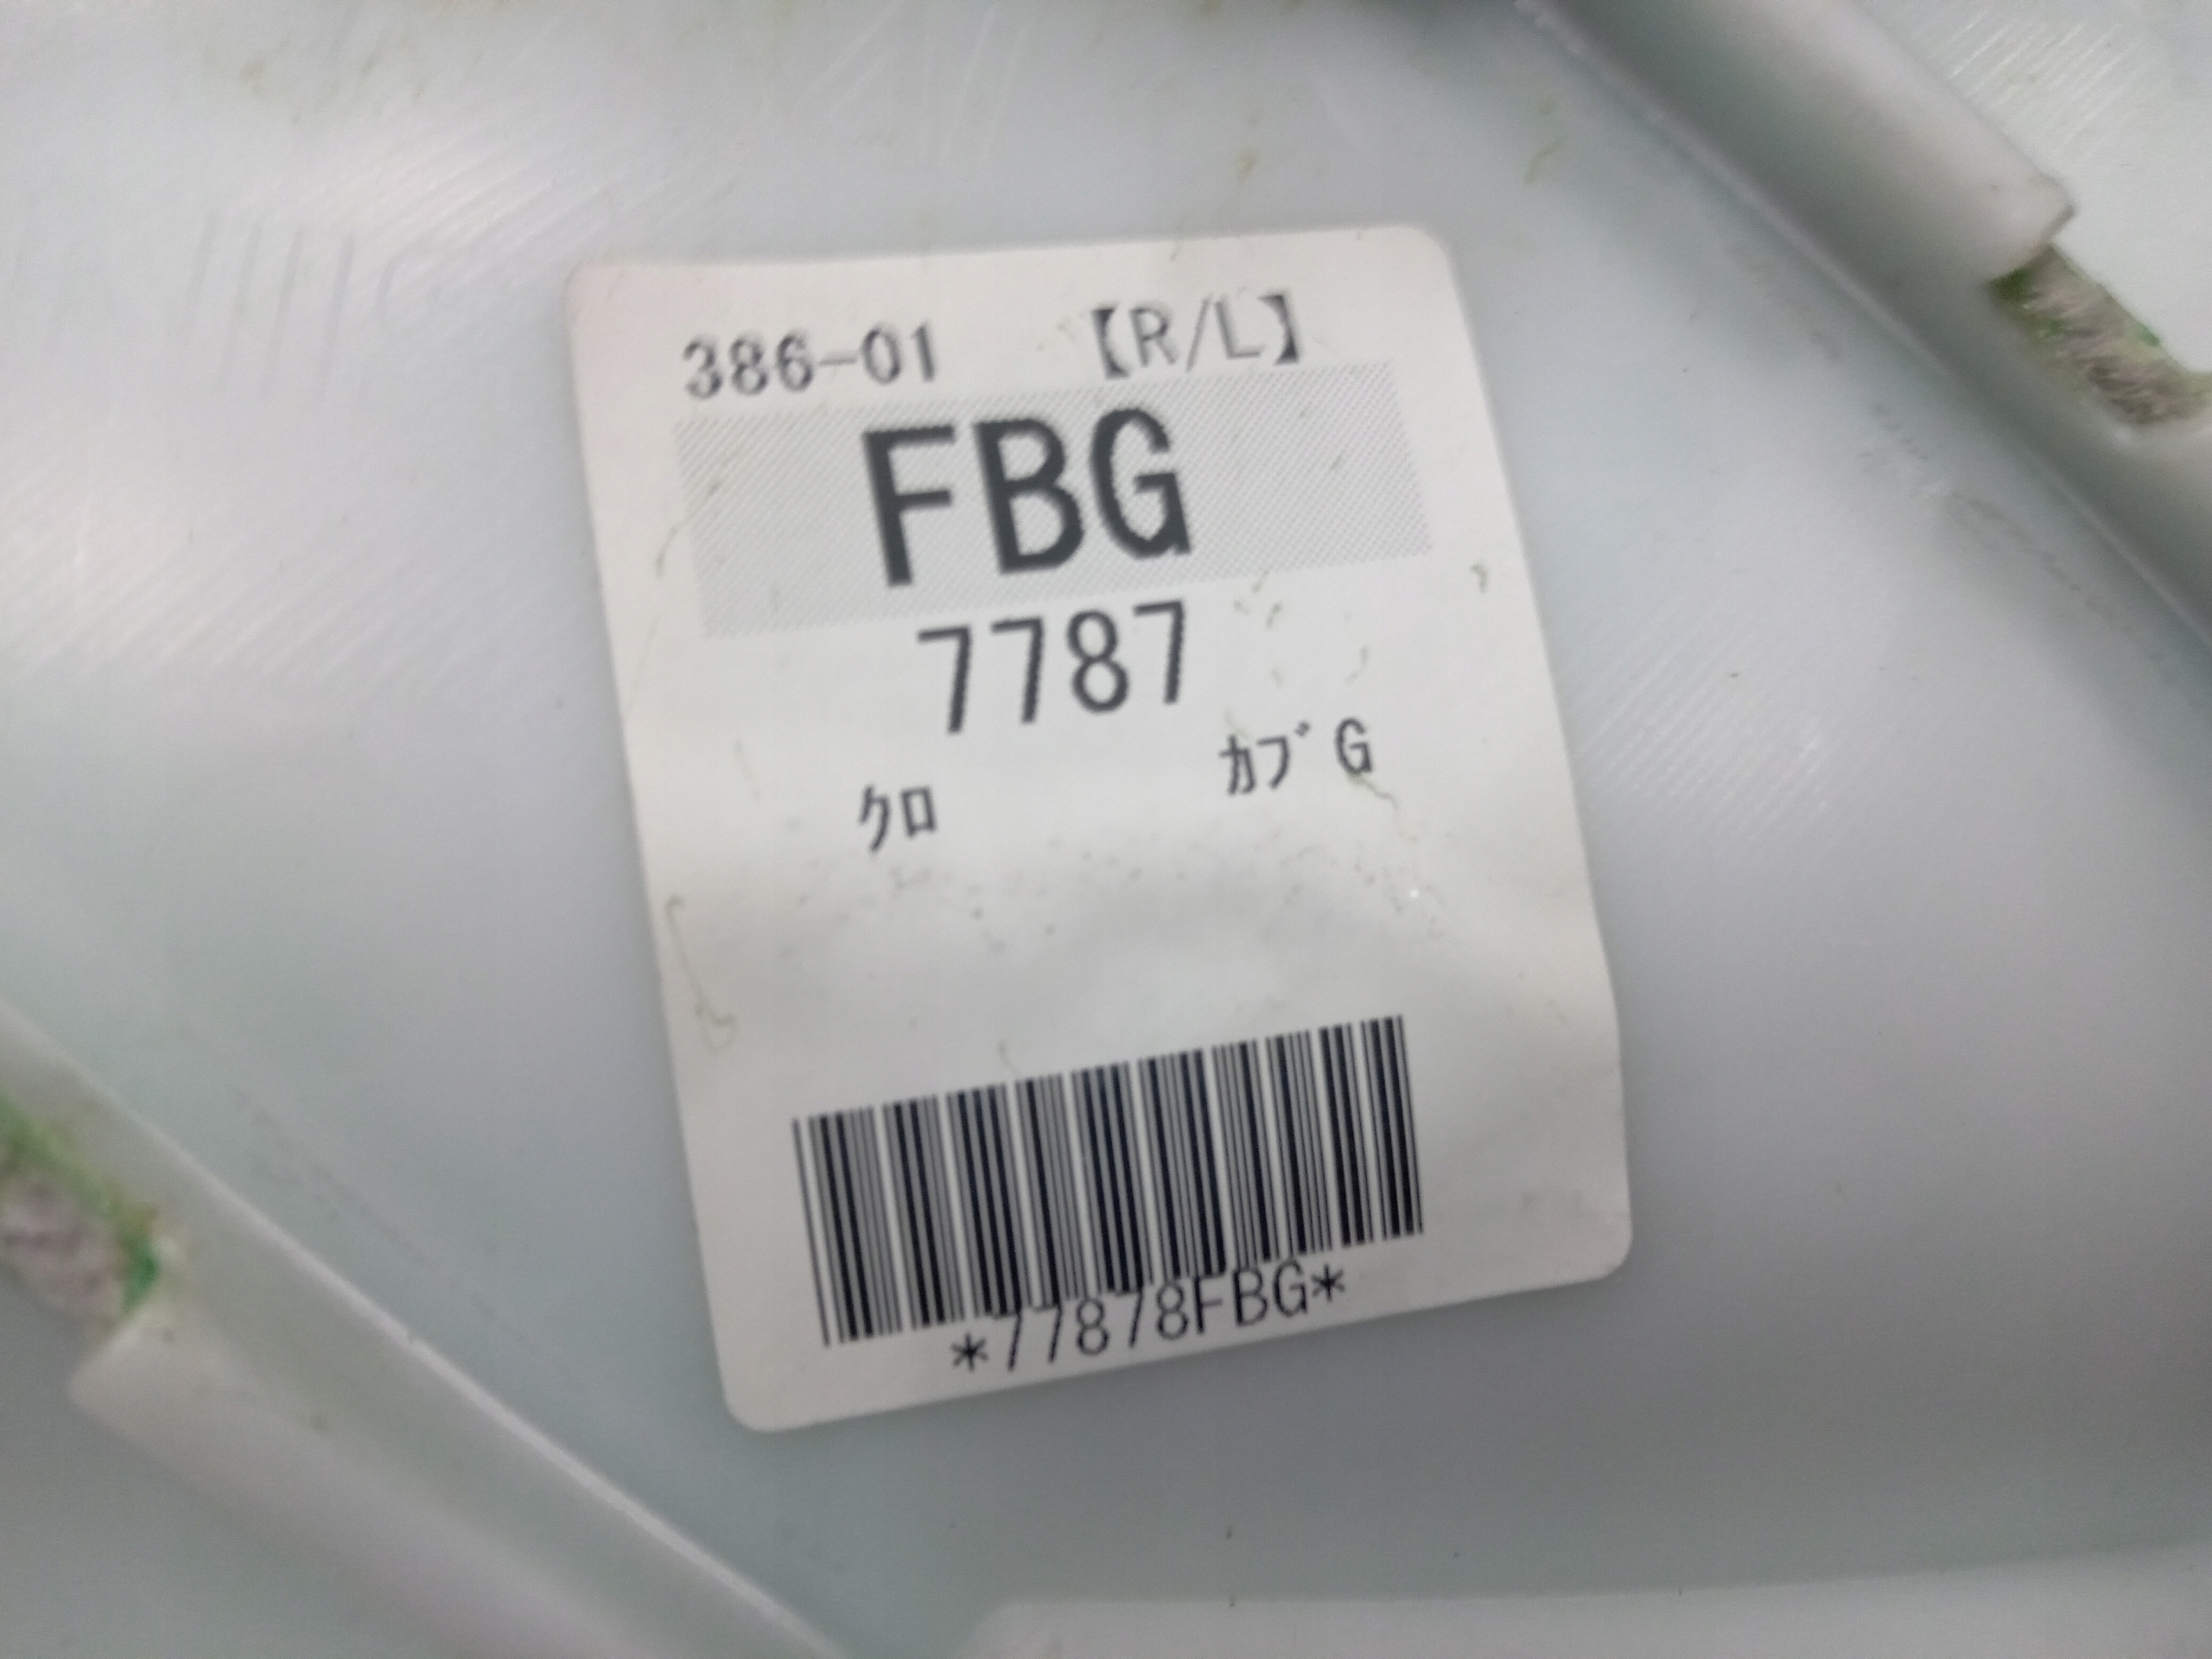 386-01 【R/L】
FBG
7787
ｸﾛ ｶﾌﾞG
*77878FBG*